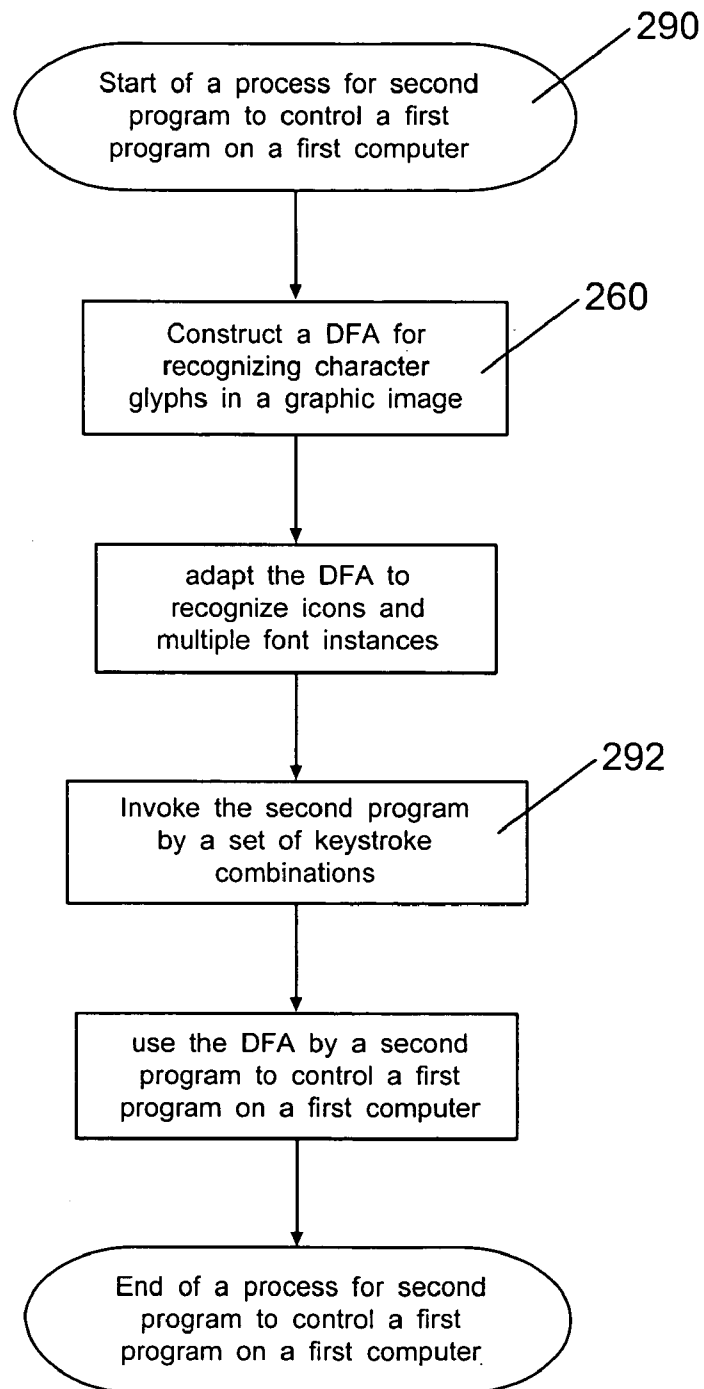 290
Start of a process for second
program to control a first
program on a first computer
260
Construct a DFA for
recognizing character
glyphs in a graphic image
adapt the DFA to
recognize icons and
multiple font instances
292
Invoke the second program
by a set of keystroke
combinations
use the DFA by a second
program to control a first
program on a first computer
End of a process for second
program to control a first
program on a first computer